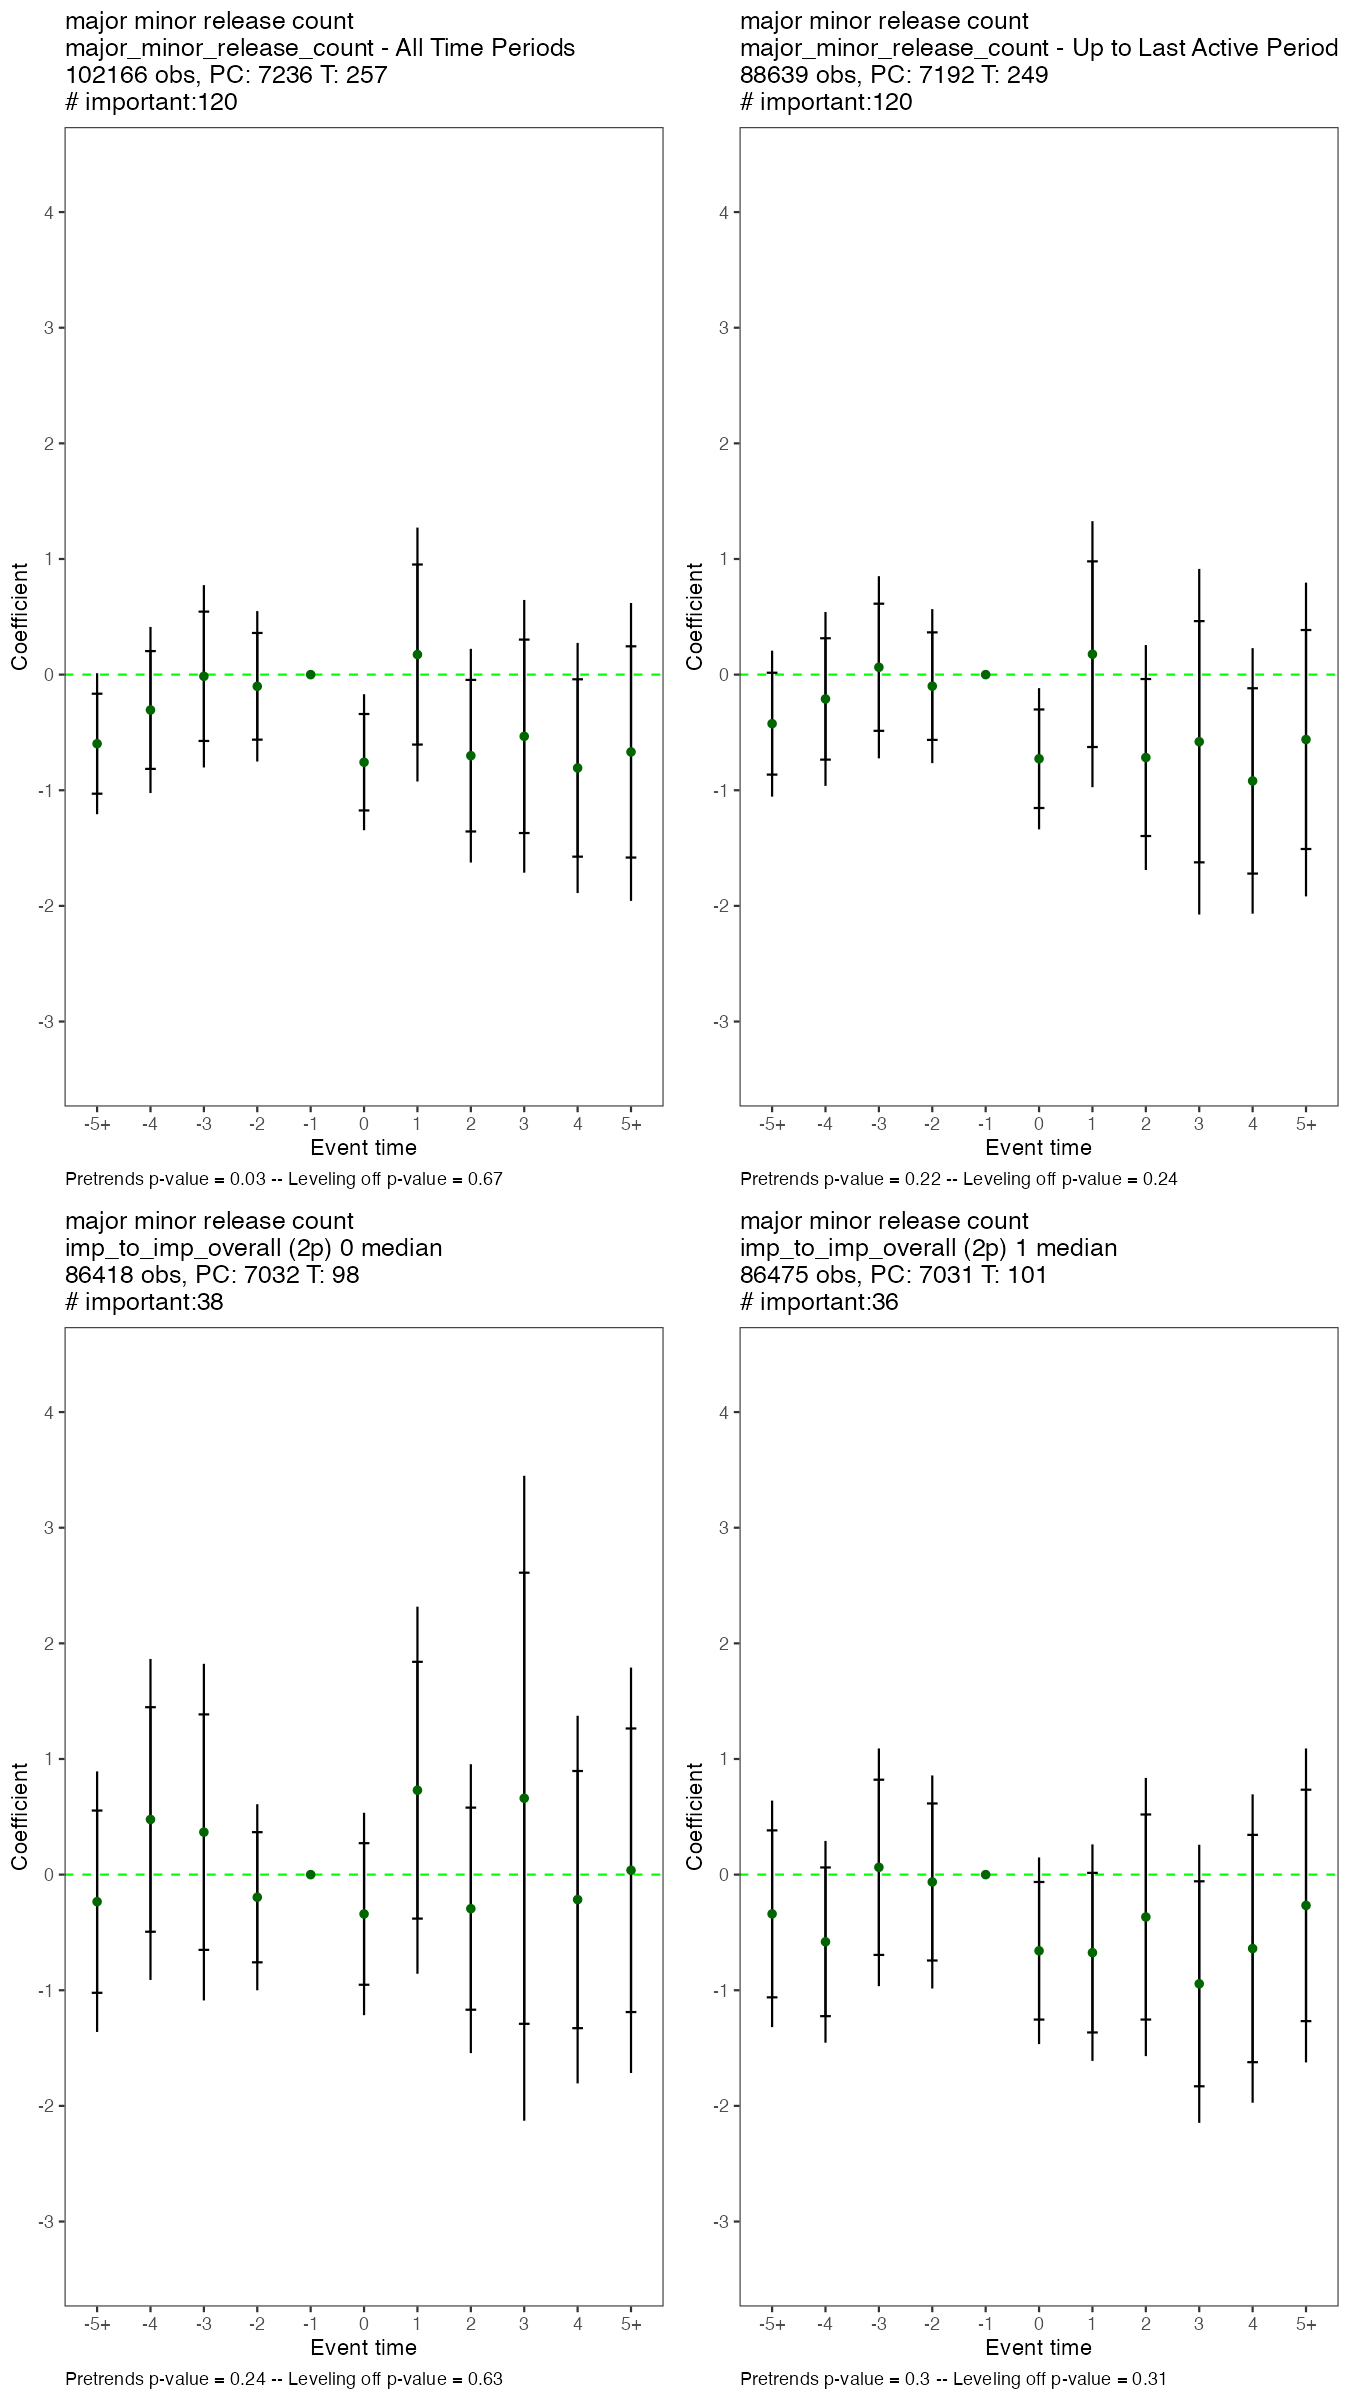 major minor release count
major_minor_release_count - All Time Periods
102166 obs, PC: 7236 T: 257
# important:120
4
3
2
1
0
-1
-2
-3
Coefficient
-5+ -4 -3 -2 -1 0 1 2 3 4 5+
Event time
Pretrends p-value = 0.03 -- Leveling off p-value = 0.67
major minor release count
major_minor_release_count - Up to Last Active Period
88639 obs, PC: 7192 T: 249
# important:120
4
3
2
1
0
-1
-2
-3
Coefficient
-5+ -4 -3 -2 -1 0 1 2 3 4 5+
Event time
Pretrends p-value = 0.22 -- Leveling off p-value = 0.24
major minor release count
imp_to_imp_overall (2p) 0 median
86418 obs, PC: 7032 T: 98
# important:38
4
3
2
1
0
-1
-2
-3
Coefficient
-5+ -4 -3 -2 -1 0 1 2 3 4 5+
Event time
Pretrends p-value = 0.24 -- Leveling off p-value = 0.63
major minor release count
imp_to_imp_overall (2p) 1 median
86475 obs, PC: 7031 T: 101
# important:36
4
3
2
1
0
-1
-2
-3
Coefficient
-5+ -4 -3 -2 -1 0 1 2 3 4 5+
Event time
Pretrends p-value = 0.3 -- Leveling off p-value = 0.31